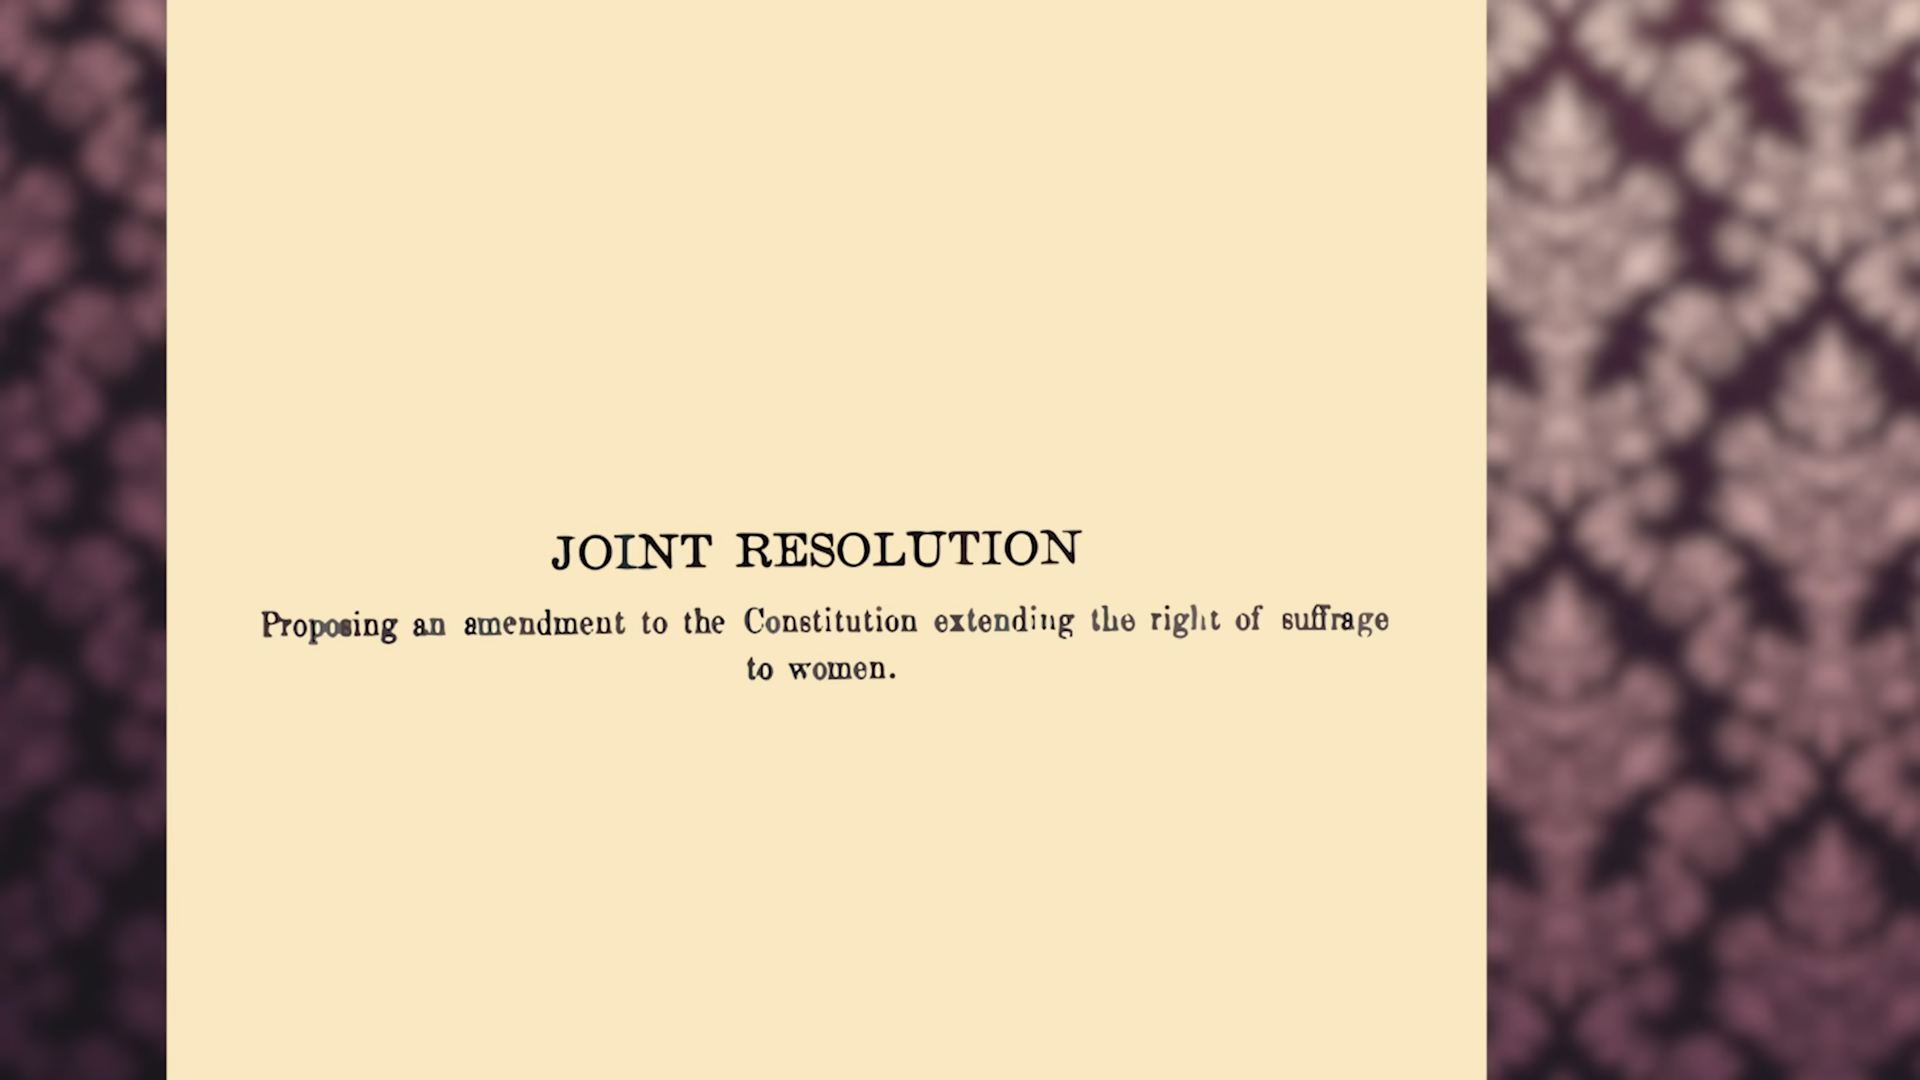 JOINT RESOLUTION
Proposing an amendment to the Constitution extending the right of suffrage
to women.